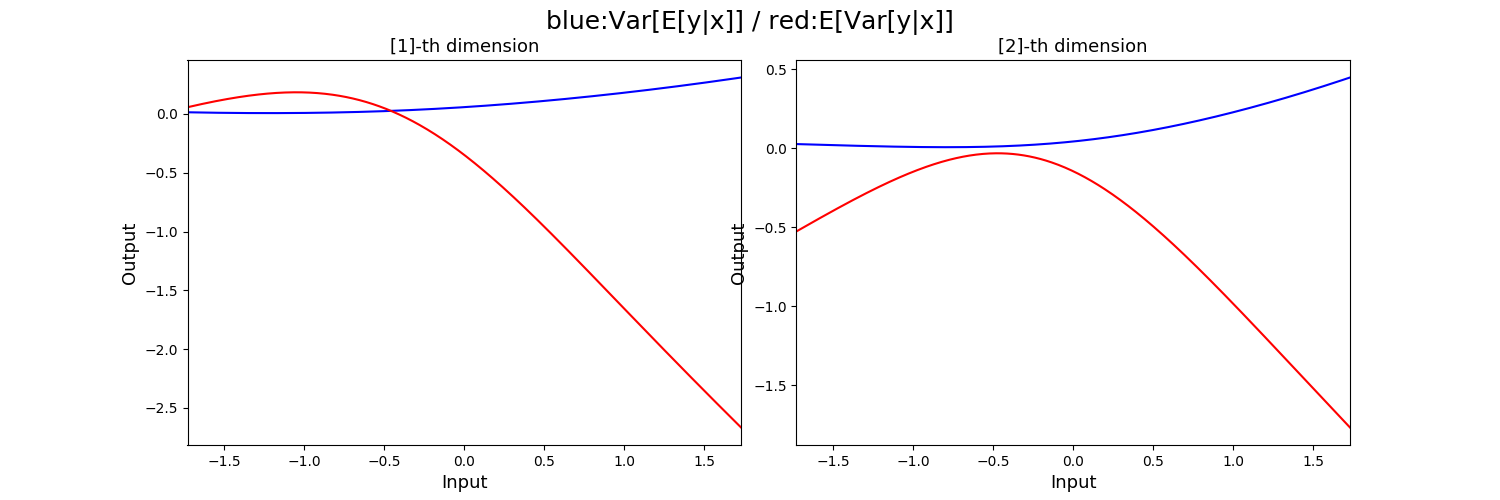 blue:Var[E[y|x]] / red:E[Var[y|x]]
[1]-th dimension
0.0
−0.5
−1.0
−1.5
−2.0
−2.5
Output
−1.5 −1.0 −0.5 0.0 0.5 1.0 1.5
Input
[2]-th dimension
0.5
0.0
−0.5
−1.0
−1.5
Output
−1.5 −1.0 −0.5 0.0 0.5 1.0 1.5
Input